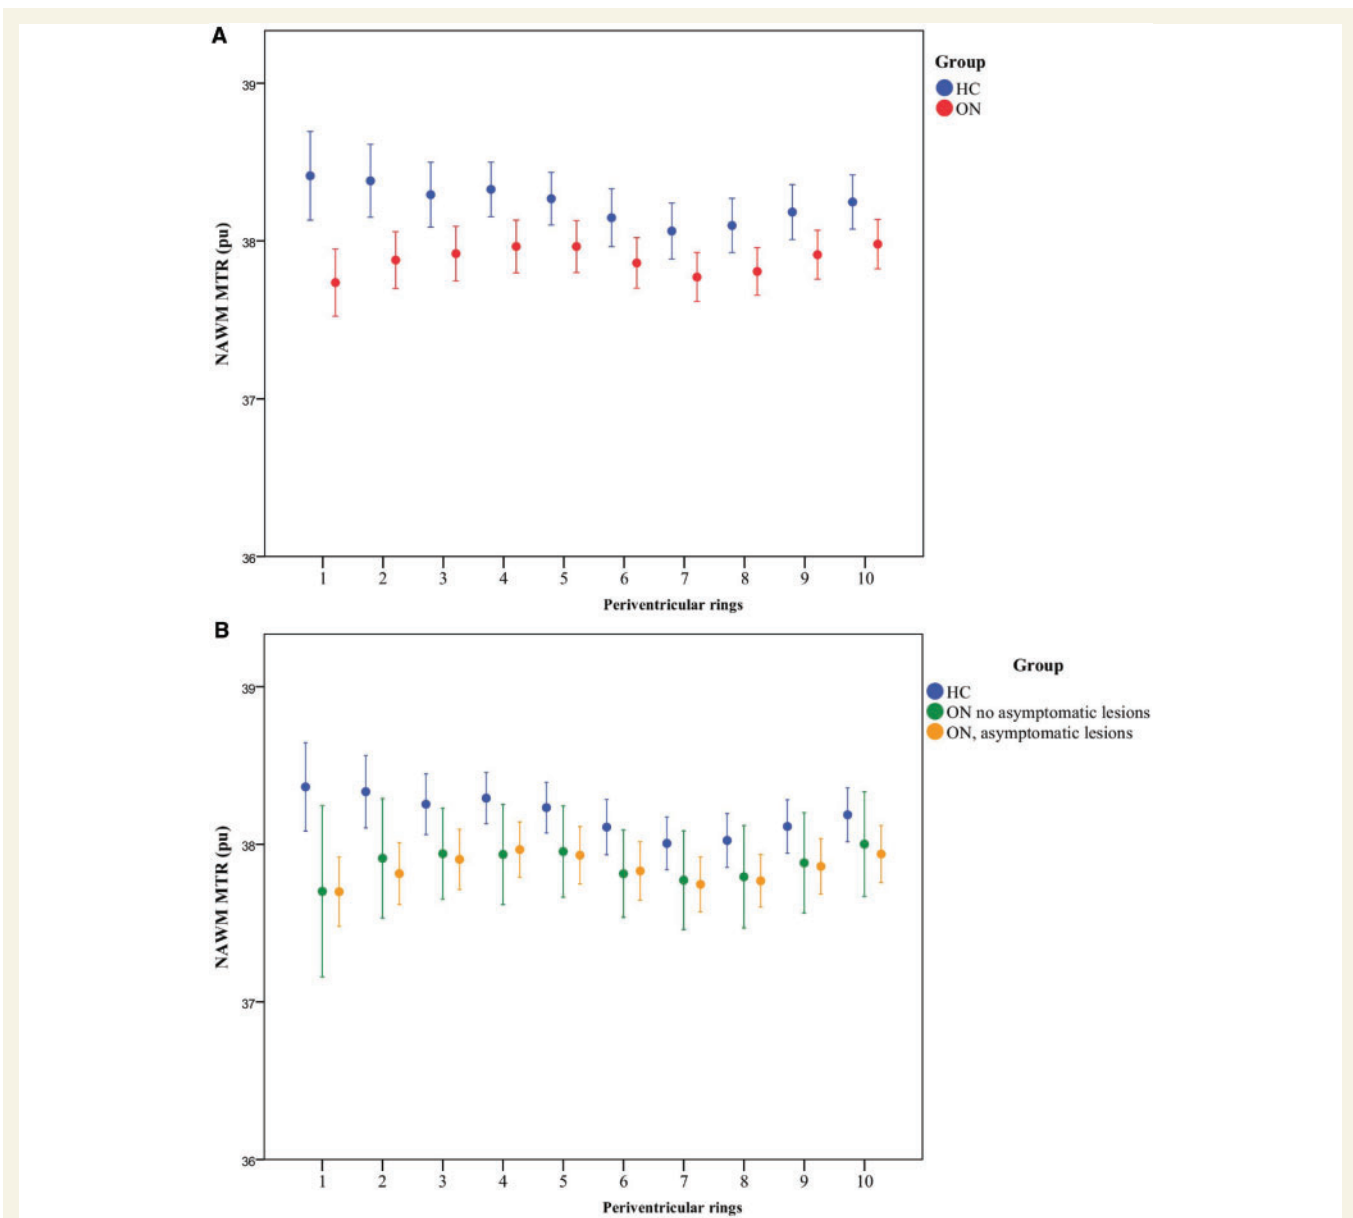 A
Group
HC
ON
39
38
37
36
NAWM MTR (pu)
1 2 3 4 5 6 7 8 9 10
Periventricular rings
B
Group
HC
ON no asymptomatic lesions
ON, asymptomatic lesions
39
38
37
36
NAWM MTR (pu)
1 2 3 4 5 6 7 8 9 10
Periventricular rings